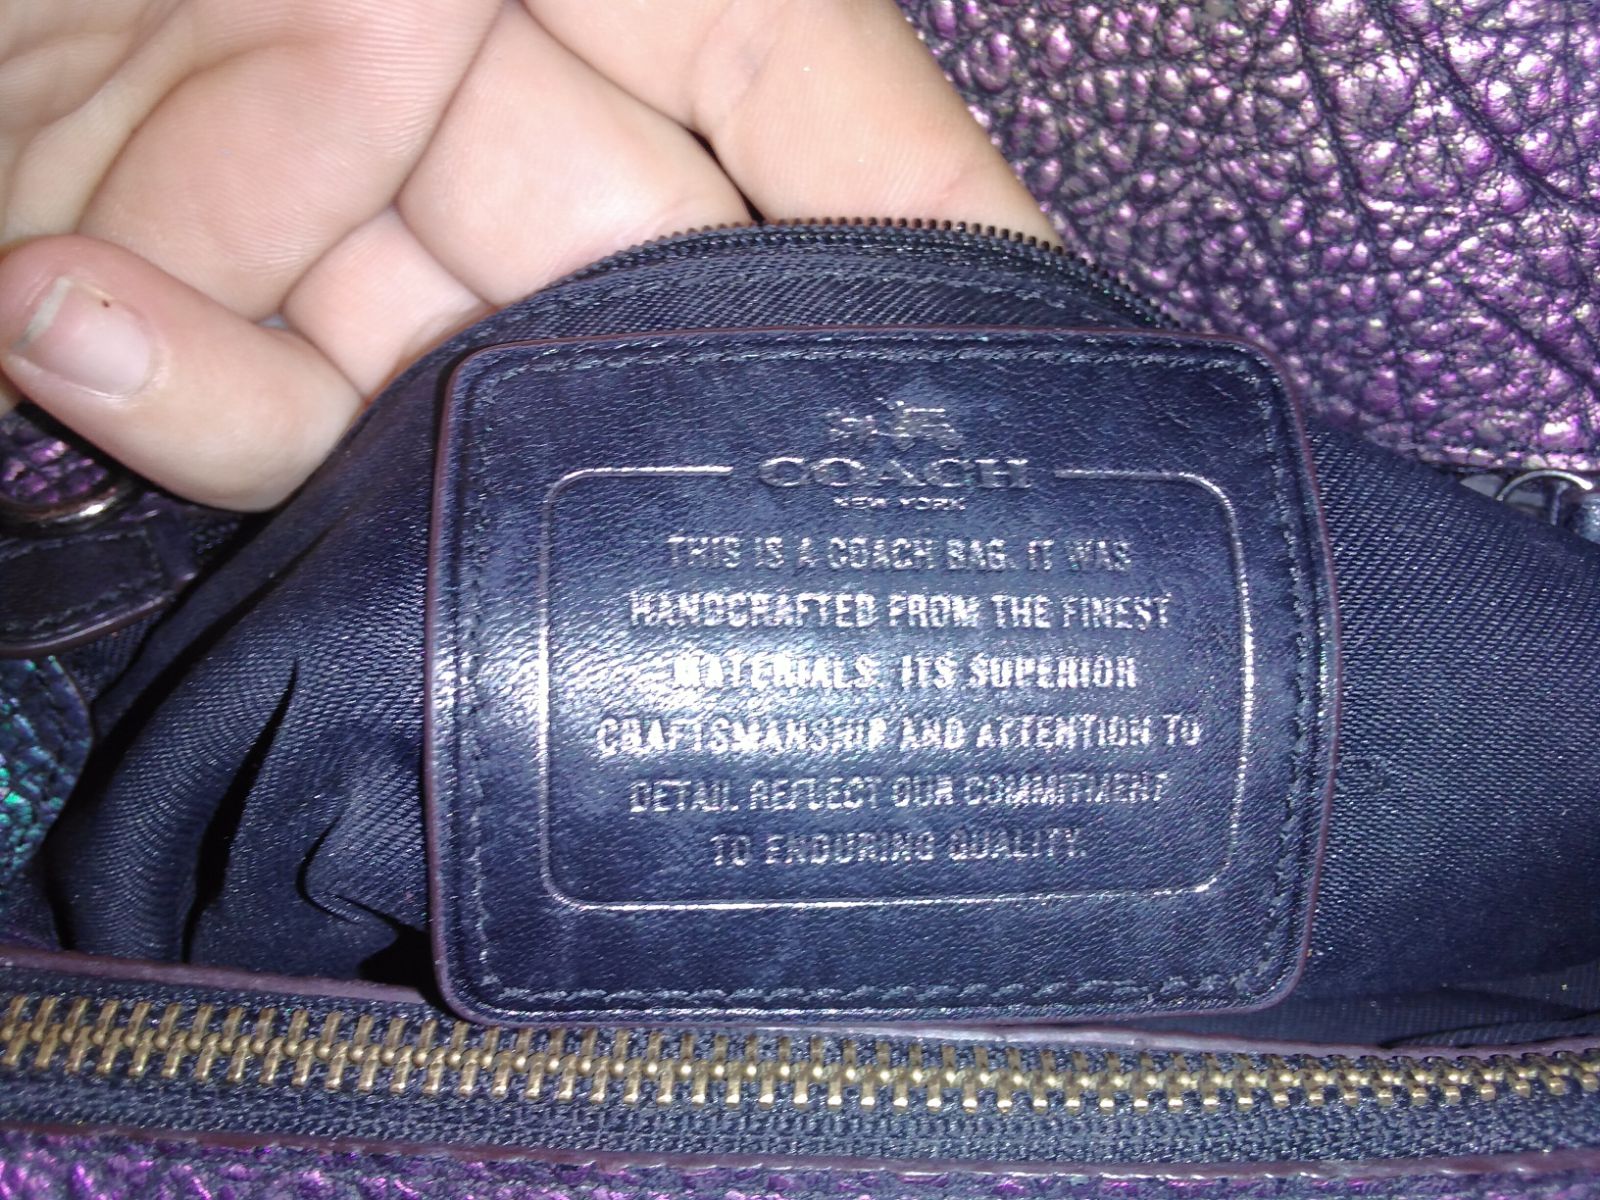 COACH
NEW YORK
THIS IS A COACH BAG. IT WAS
HANDCRAFTED FROM THE FINEST
MATERIALS. ITS SUPERIOR
CRAFTSMANSHIP AND ATTENTION TO
DETAIL REFLECT OUR COMMITMENT
TO ENDURING QUALITY.